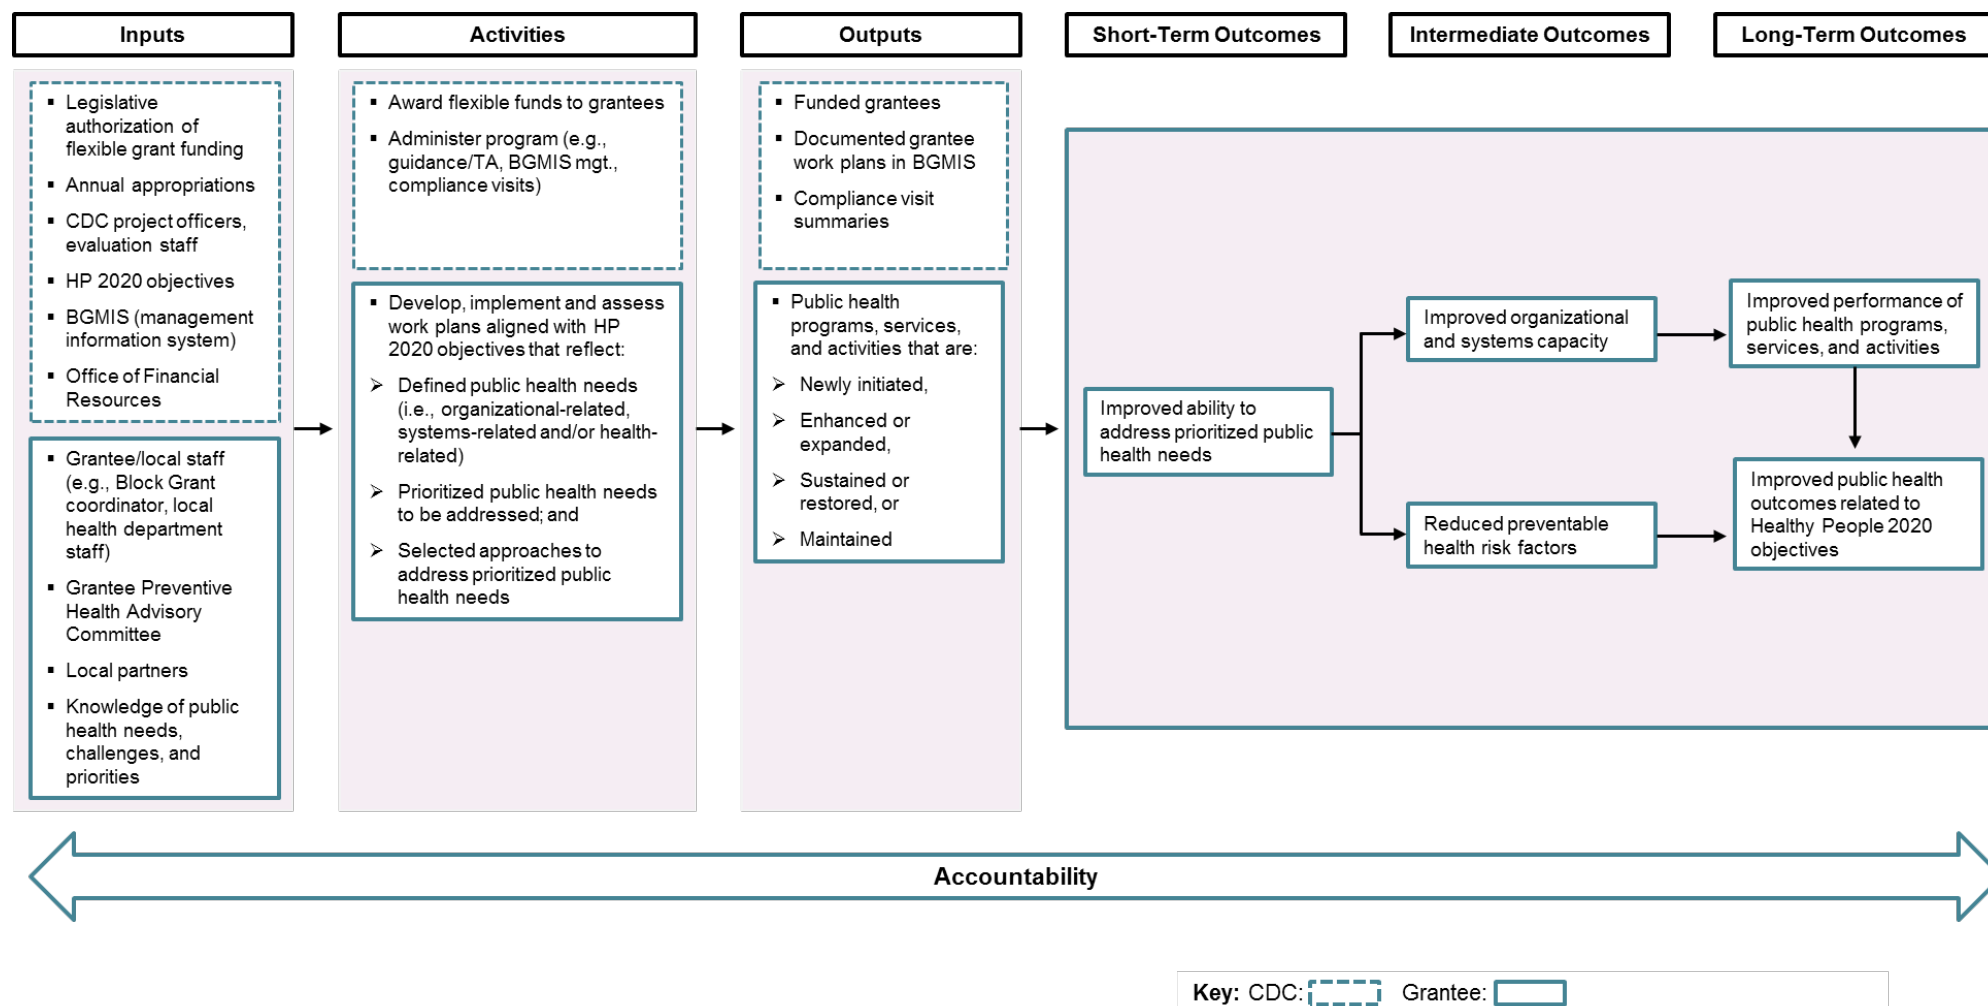 Inputs
Activities
Outputs
Short-Term Outcomes
Intermediate Outcomes
Long-Term Outcomes
▪ Legislative
authorization of
flexible grant funding
▪ Annual appropriations
▪ CDC project officers,
evaluation staff
▪ HP 2020 objectives
▪ BGMIS (management
information system)
▪ Office of Financial
Resources
▪ Grantee/local staff
(e.g., Block Grant
coordinator, local
health department
staff)
▪ Grantee Preventive
Health Advisory
Committee
▪ Local partners
▪ Knowledge of public
health needs,
challenges, and
priorities
▪ Award flexible funds to grantees
▪ Administer program (e.g.,
guidance/TA, BGMIS mgt.,
compliance visits)
▪ Develop, implement and assess
work plans aligned with HP
2020 objectives that reflect:
➢ Defined public health needs
(i.e., organizational-related,
systems-related and/or health-
related)
➢ Prioritized public health needs
to be addressed; and
➢ Selected approaches to
address prioritized public
health needs
▪ Funded grantees
▪ Documented grantee
work plans in BGMIS
▪ Compliance visit
summaries
▪ Public health
programs, services,
and activities that are:
➢ Newly initiated,
➢ Enhanced or
expanded,
➢ Sustained or
restored, or
➢ Maintained
Improved ability to
address prioritized public
health needs
Improved organizational
and systems capacity
Reduced preventable
health risk factors
Improved performance of
public health programs,
services, and activities
Improved public health
outcomes related to
Healthy People 2020
objectives
Accountability
Key: CDC: Grantee: